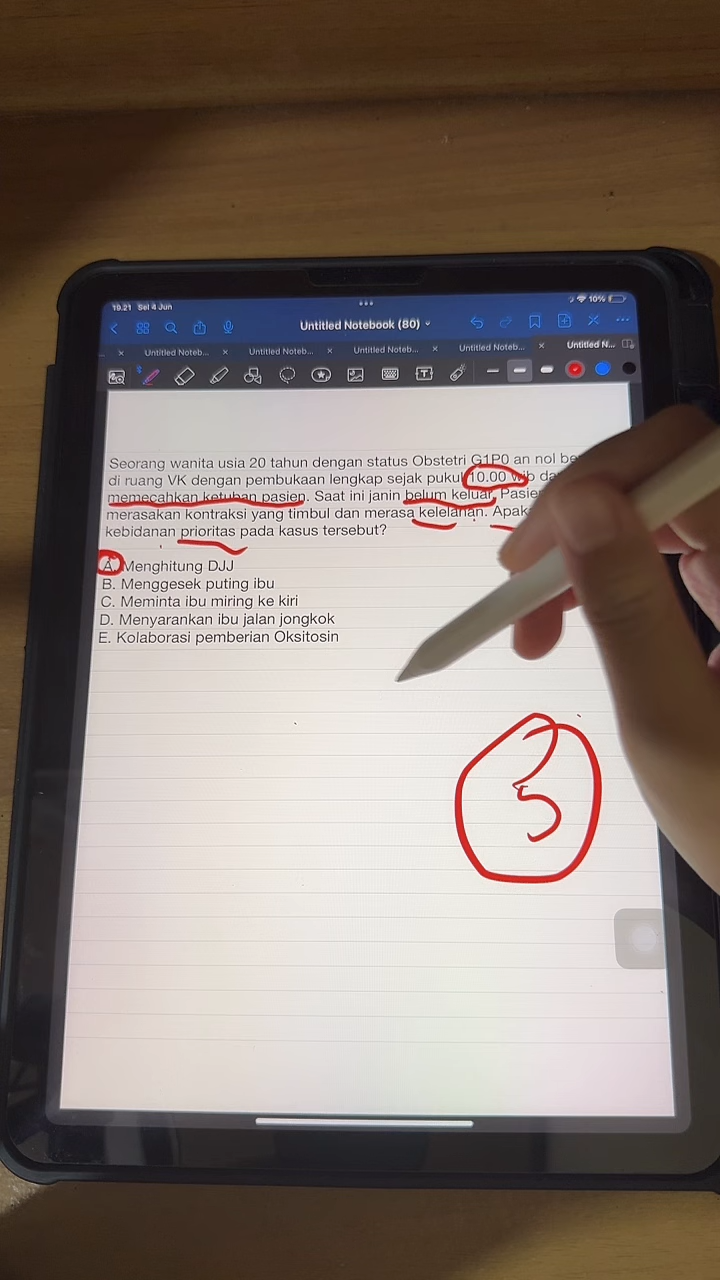 19.21 Sel 4 Jun
10%
Untitled Notebook (80)
Untitled Noteb... Untitled Noteb... Untitled Noteb... Untitled Noteb... Untitled N...
Seorang wanita usia 20 tahun dengan status Obstetri G1P0 an nol
di ruang VK dengan pembukaan lengkap sejak pukul 10.00 wib
memecahkan ketuban pasien. Saat ini janin belum keluar. Pasien
merasakan kontraksi yang timbul dan merasa kelelahan.
kebidanan prioritas pada kasus tersebut?
A. Menghitung DJJ
B. Menggesek puting ibu
C. Meminta ibu miring ke kiri
D. Menyarankan ibu jalan jongkok
E. Kolaborasi pemberian Oksitosin
5